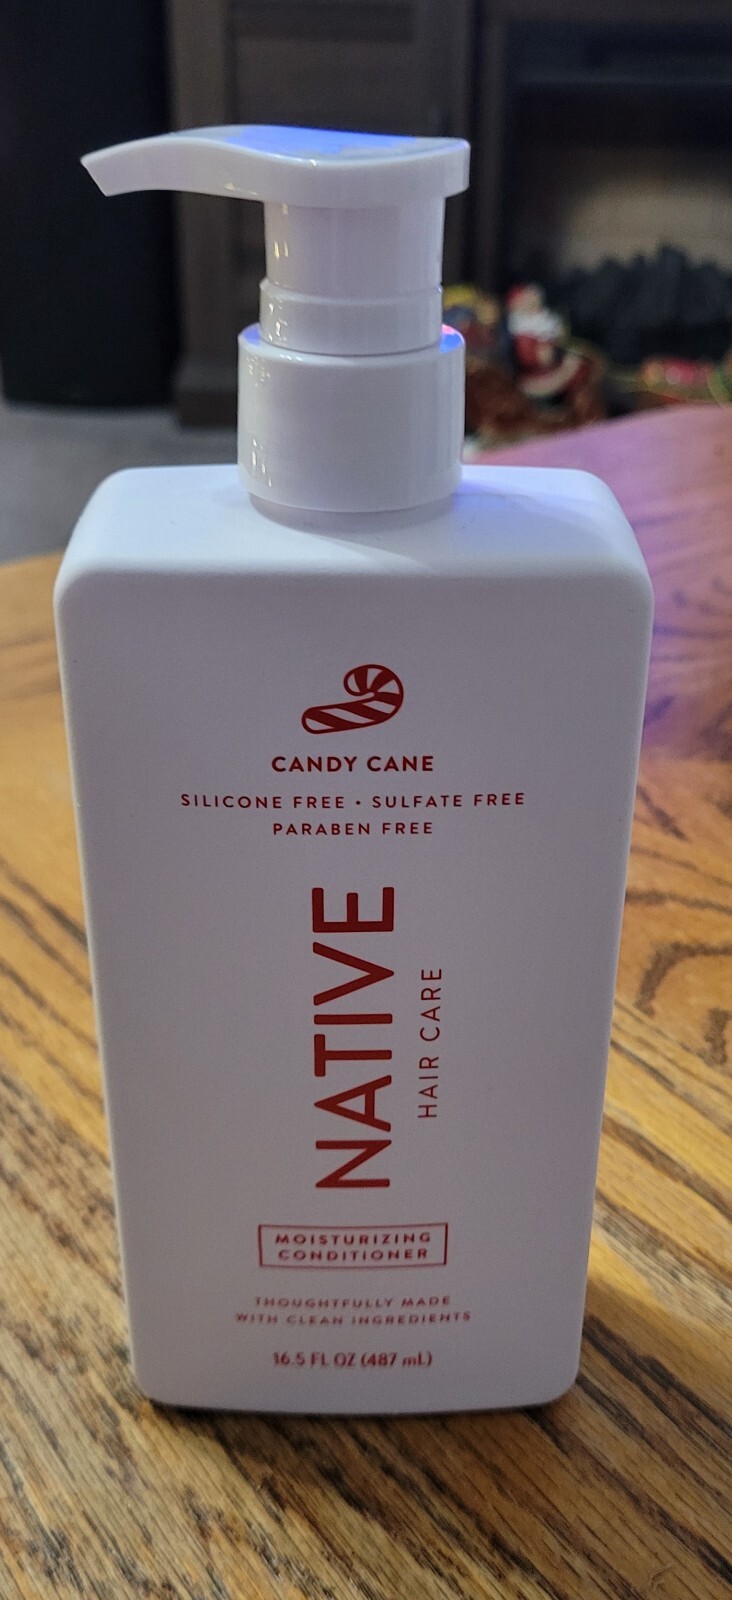 CANDY CANE
SILICONE FREE • SULFATE FREE
PARABEN FREE
NATIVE
HAIR CARE
MOISTURIZING
CONDITIONER
THOUGHTFULLY MADE
WITH CLEAN INGREDIENTS
16.5 FL OZ (487 mL)